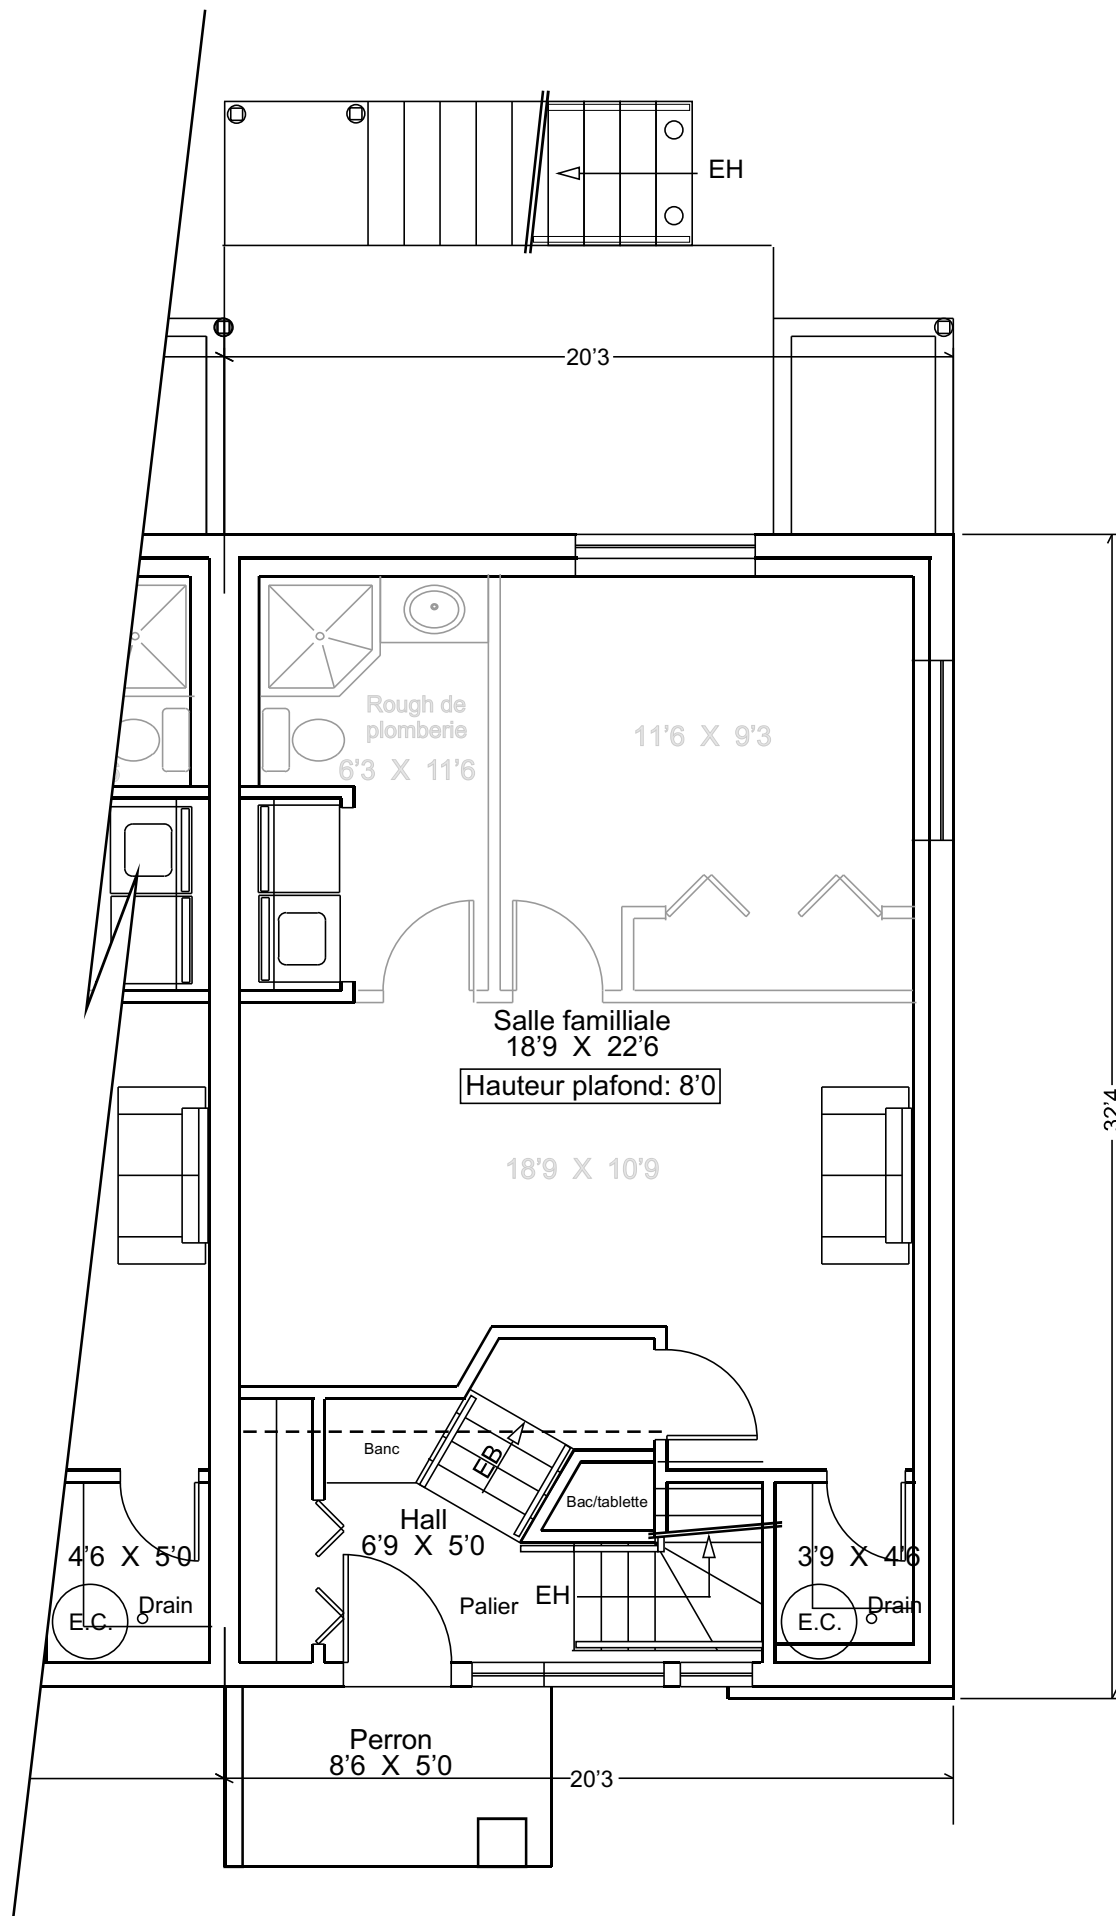 EH
20'3
Rough de
plomberie
6'3 X 11'6
11'6 X 9'3
Salle familliale
18'9 X 22'6
Hauteur plafond: 8'0
32'4
18'9 X 10'9
Banc
EB
Bac/tablette
Hall
6'9 X 5'0
4'6 X 5'0
3'9 X 4'6
Palier
EH
Drain
E.C.
Drain
E.C.
Perron
8'6 X 5'0
20'3